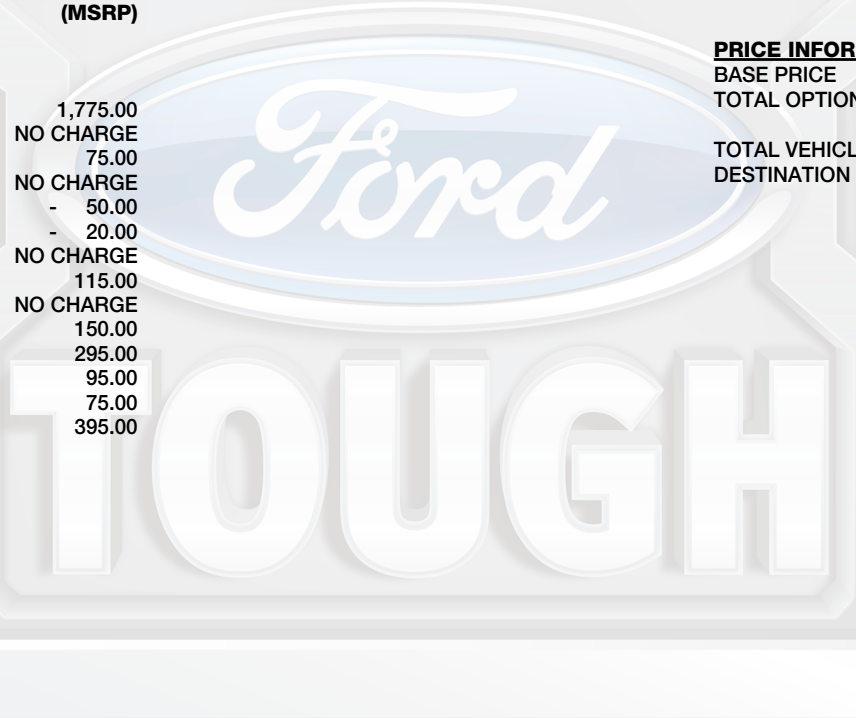 (MSRP)
1,775.00
NO CHARGE
75.00
NO CHARGE
- 50.00
- 20.00
NO CHARGE
115.00
NO CHARGE
150.00
295.00
95.00
75.00
395.00
PRICE INFOR
BASE PRICE
TOTAL OPTION
TOTAL VEHICL
DESTINATION
Ford
TOUGH